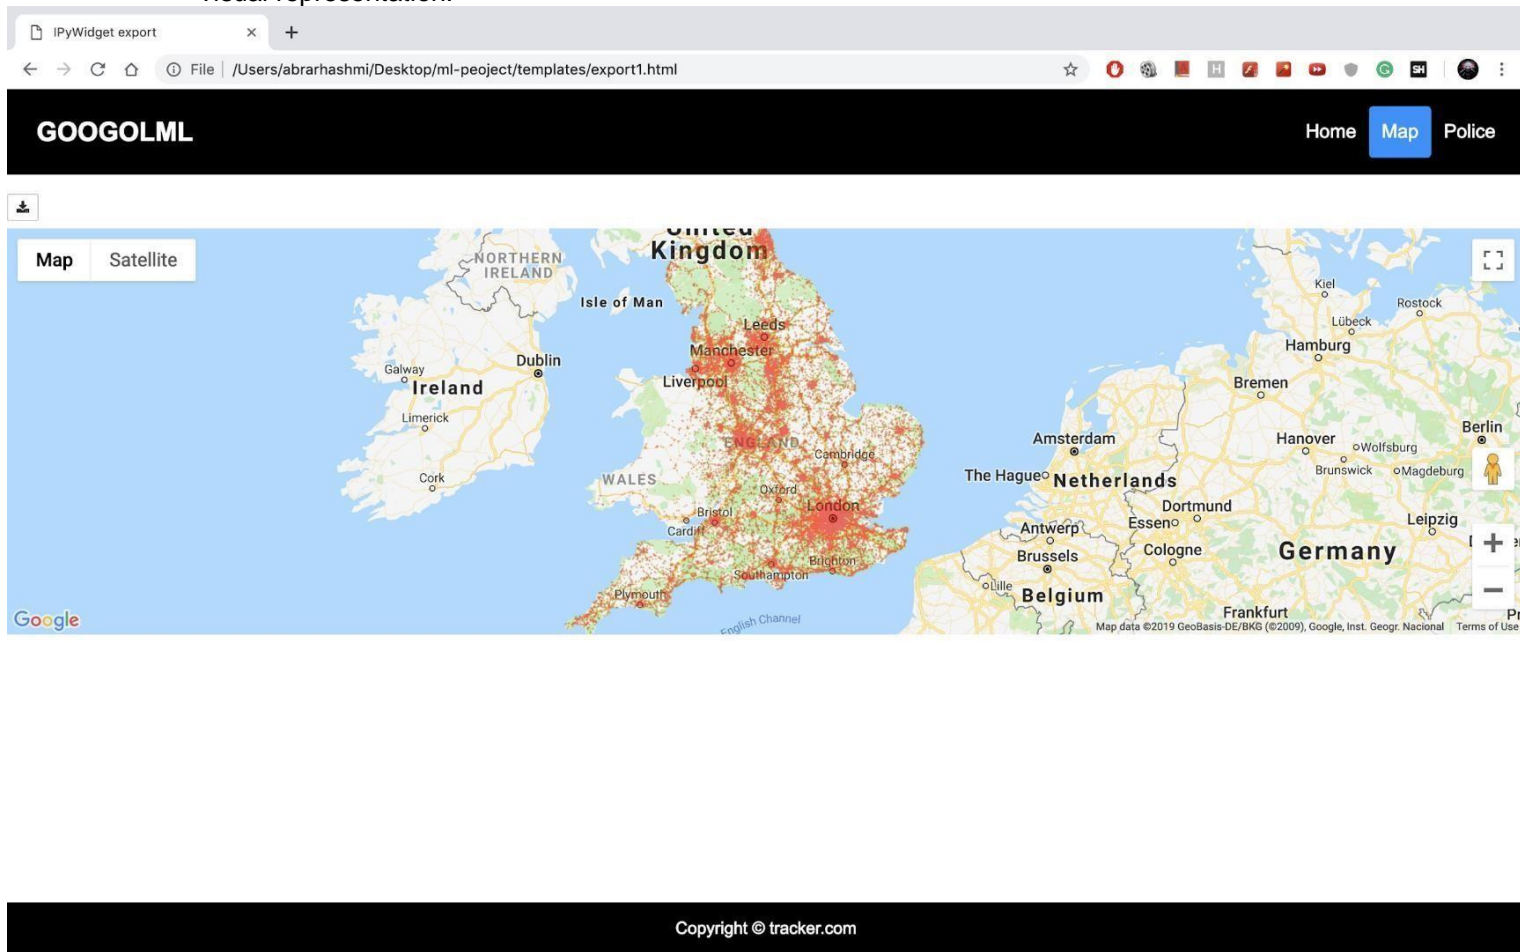 visual representation.
IPyWidget export
File | /Users/abrarhashmi/Desktop/ml-peoject/templates/export1.html
GOOGOLML
Home Map Police
Map Satellite
United
Kingdom
NORTHERN
IRELAND
Isle of Man
Leeds
Manchester
Liverpool
Dublin
Galway
Ireland
Limerick
Cork
ENGLAND
Cambridge
WALES
Oxford
London
Bristol
Cardiff
Brighton
Southampton
Plymouth
English Channel
Kiel
Rostock
Lübeck
Hamburg
Bremen
Berlin
Amsterdam
Hanover
Wolfsburg
Brunswick
Magdeburg
The Hague
Netherlands
Dortmund
Essen
Leipzig
Antwerp
Brussels
Cologne
Germany
Lille
Belgium
Frankfurt
Google
Map data ©2019 GeoBasis-DE/BKG (©2009), Google, Inst. Geogr. Nacional Terms of Use
Copyright © tracker.com